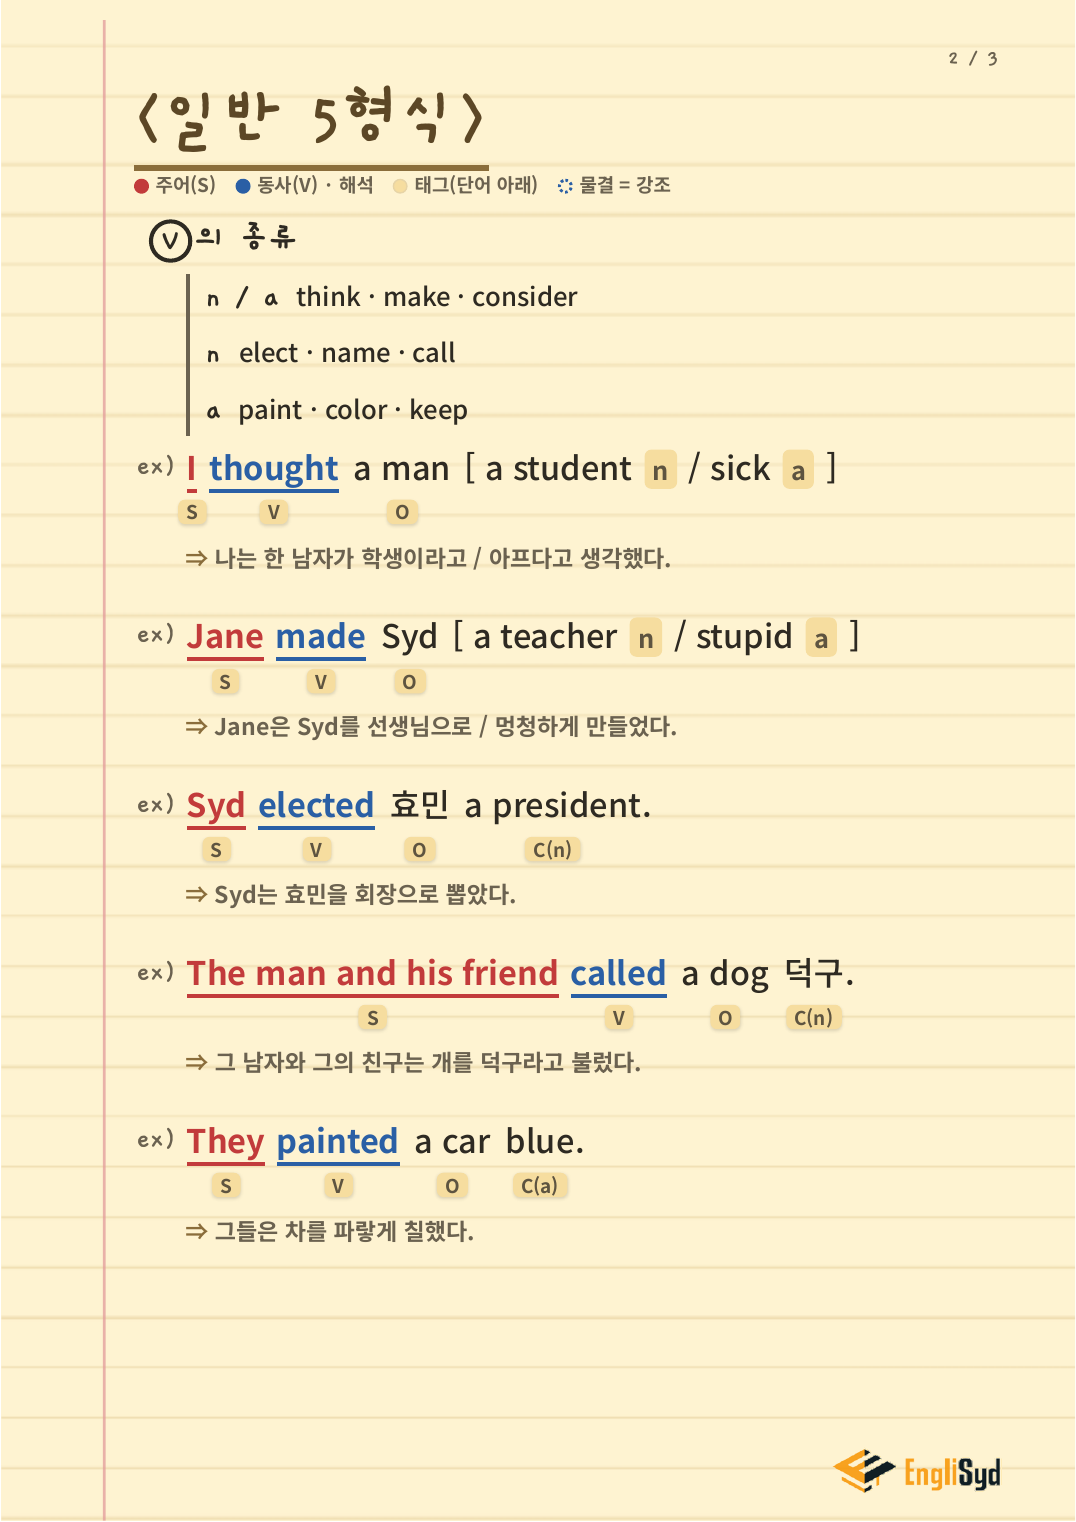 2 / 3
<일반 5형식>
주어(S) 동사(V) · 해석 태그(단어 아래) 물결 = 강조
V의 종류
n / a think · make · consider
n elect · name · call
a paint · color · keep
ex) I thought a man [ a student n / sick a ]
S V O
⇒ 나는 한 남자가 학생이라고 / 아프다고 생각했다.
ex) Jane made Syd [ a teacher n / stupid a ]
S V O
⇒ Jane은 Syd를 선생님으로 / 멍청하게 만들었다.
ex) Syd elected 효민 a president.
S V O C(n)
⇒ Syd는 효민을 회장으로 뽑았다.
ex) The man and his friend called a dog 덕구.
S V O C(n)
⇒ 그 남자와 그의 친구는 개를 덕구라고 불렀다.
ex) They painted a car blue.
S V O C(a)
⇒ 그들은 차를 파랗게 칠했다.
EngliSyd